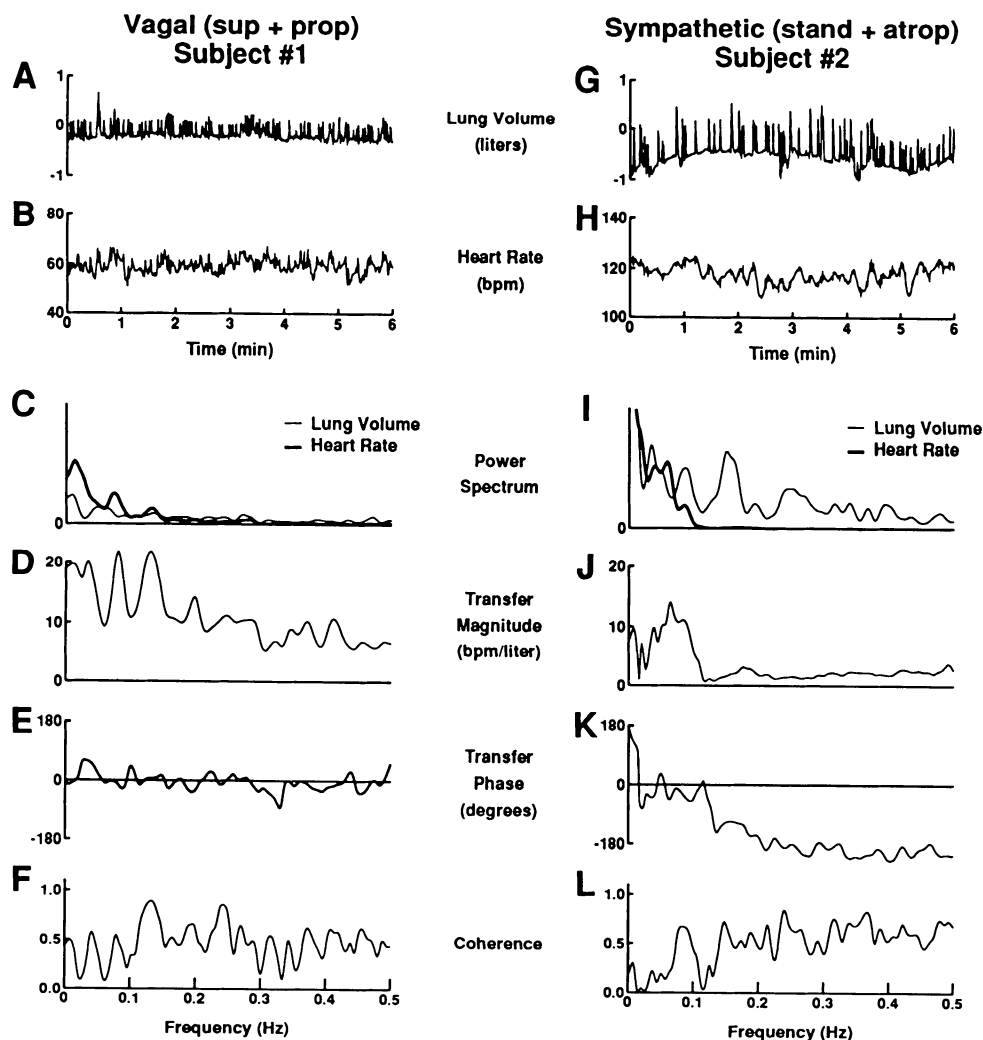 Vagal (sup + prop)
Subject #1
Sympathetic (stand + atrop)
Subject #2
A
1
0
-1
Lung Volume
(liters)
G
1
0
-1
B
80
60
40
0 1 2 3 4 5 6
Time (min)
Heart Rate
(bpm)
H
140
120
100
0 1 2 3 4 5 6
Time (min)
C
0
Lung Volume
Heart Rate
Power
Spectrum
I
0
Lung Volume
Heart Rate
D
20
10
0
Transfer
Magnitude
(bpm/liter)
J
20
10
0
E
180
0
-180
Transfer
Phase
(degrees)
K
180
0
-180
F
1.0
0.5
0.0
0 0.1 0.2 0.3 0.4 0.5
Frequency (Hz)
Coherence
L
1.0
0.5
0.0
0 0.1 0.2 0.3 0.4 0.5
Frequency (Hz)